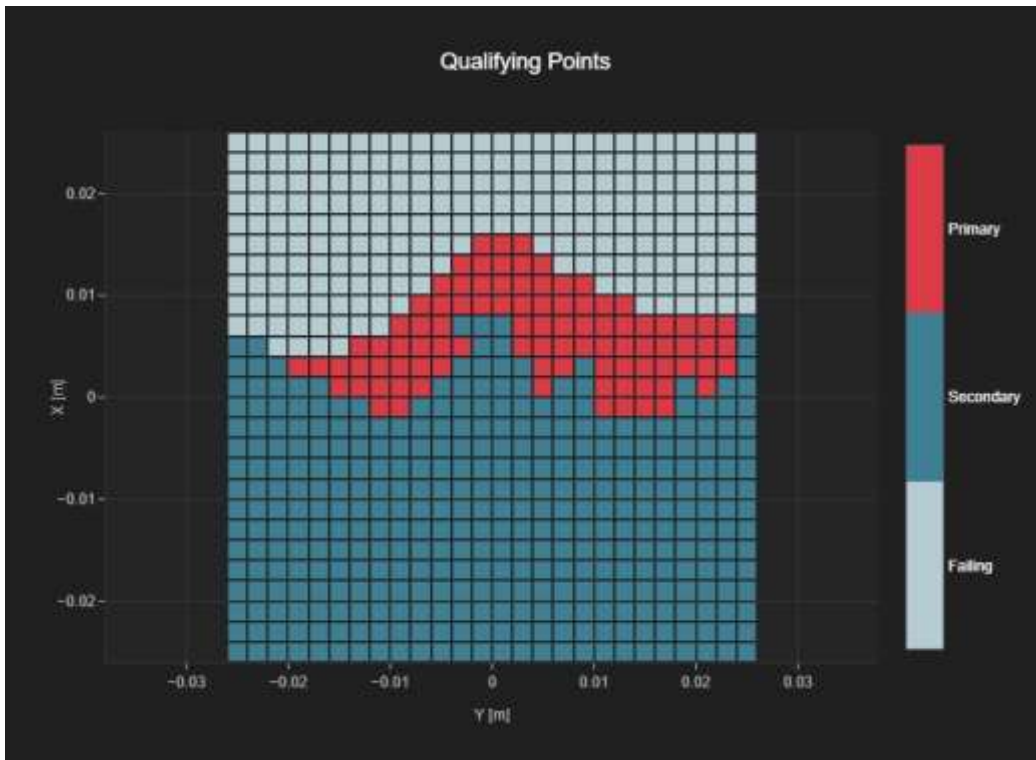 Qualifying Points
0.02
0.01
0
−0.01
−0.02
X [m]
−0.03
−0.02
−0.01
0
0.01
0.02
0.03
Y [m]
Primary
Secondary
Failing